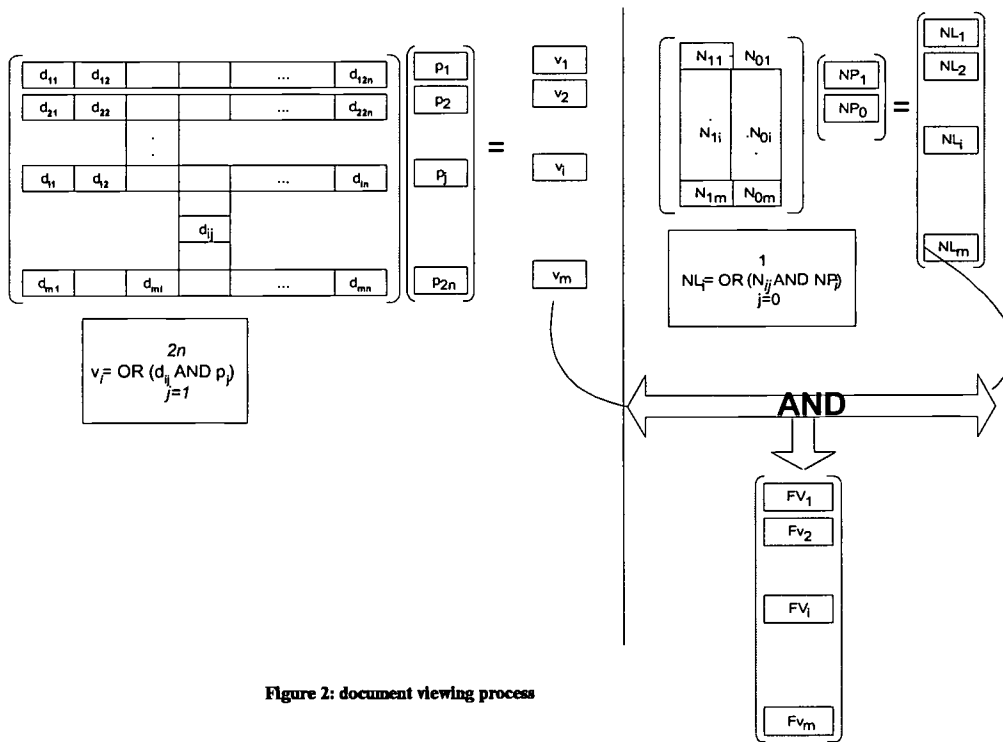 d11 d12 ... d12n
d21 d22 ... d22n
.
.
d11 d12 ... din
dij
dm1 dmi ... dmn
p1
p2
pj
p2n
=
v1
v2
vi
vm
2n
vi= OR (dij AND pj)
j=1
N11 N01
N1i .N0i
N1m N0m
NP1
NP0
=
NL1
NL2
NLi
NLm
1
NLi= OR (Nij AND NPj)
j=0
AND
FV1
Fv2
FVi
Fvm
Figure 2: document viewing process